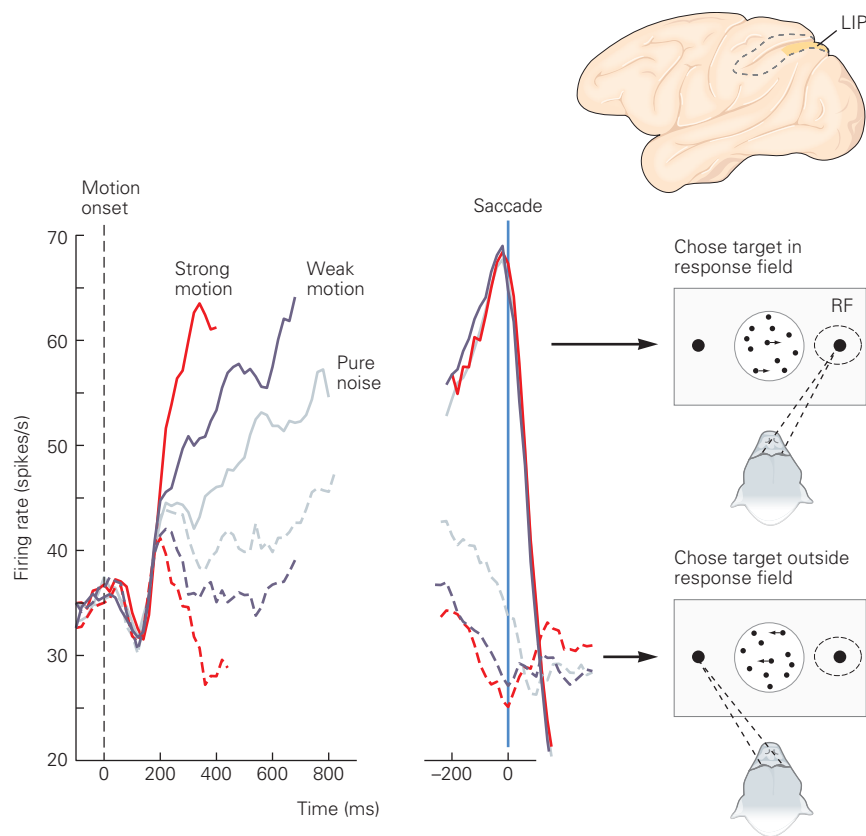 LIP
Motion
onset
Saccade
70
60
50
40
30
20
Firing rate (spikes/s)
Strong
motion
Weak
motion
Pure
noise
0
200
400
600
800
–200
0
Time (ms)
Chose target in
response field
RF
Chose target outside
response field